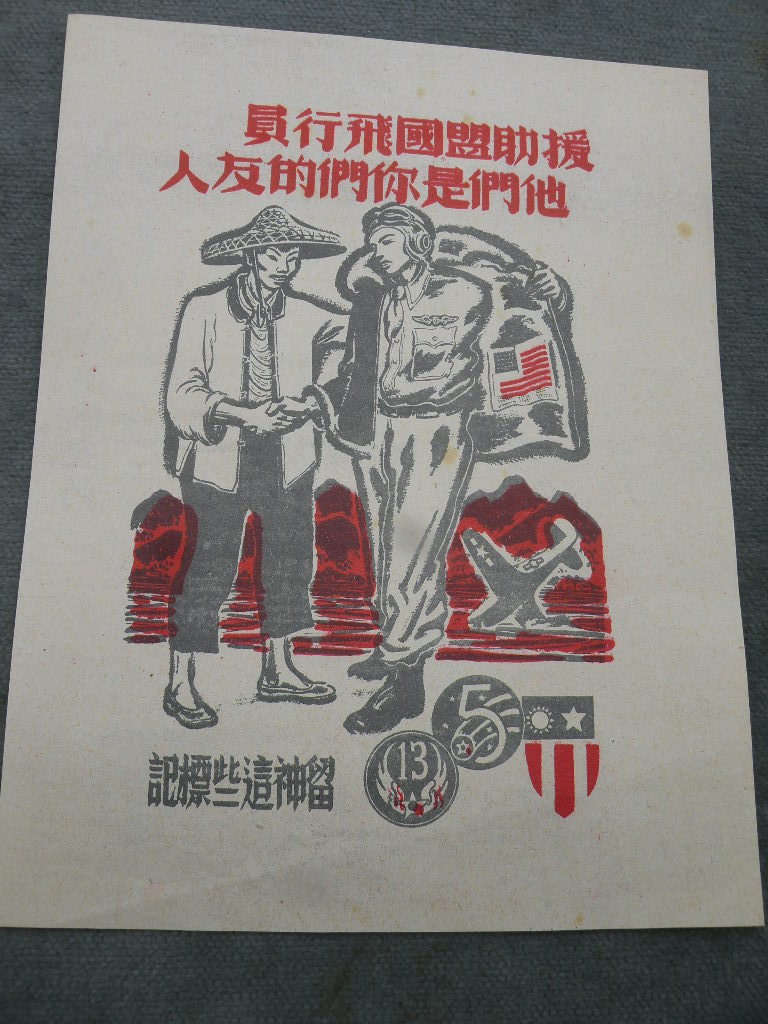 援助盟國飛行員
他們是你們的友人
留神這些標記
13
5